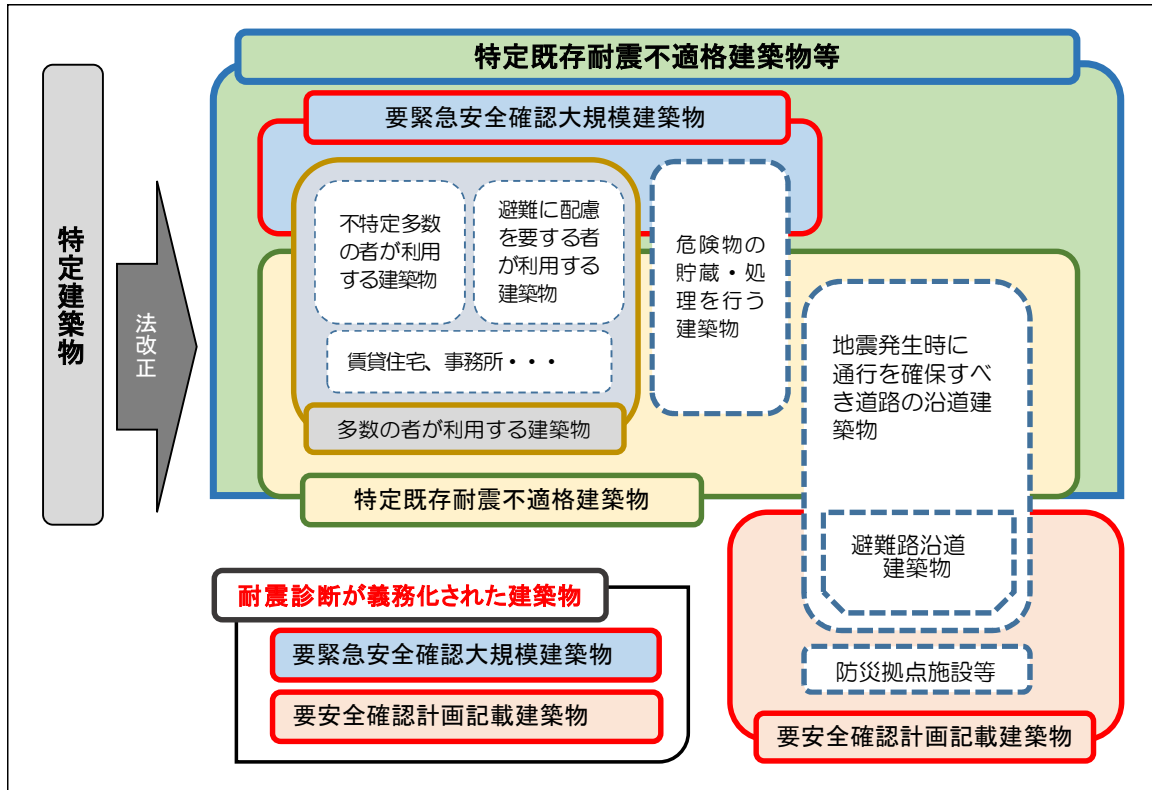 特定既存耐震不適格建築物等
特定建築物
法改正
要緊急安全確認大規模建築物
不特定多数
の者が利用
する建築物
避難に配慮
を要する者
が利用する
建築物
賃貸住宅、事務所・・・
多数の者が利用する建築物
危険物の
貯蔵・処
理を行う
建築物
地震発生時に
通行を確保すべ
き道路の沿道建
築物
特定既存耐震不適格建築物
避難路沿道
建築物
防災拠点施設等
要安全確認計画記載建築物
耐震診断が義務化された建築物
要緊急安全確認大規模建築物
要安全確認計画記載建築物